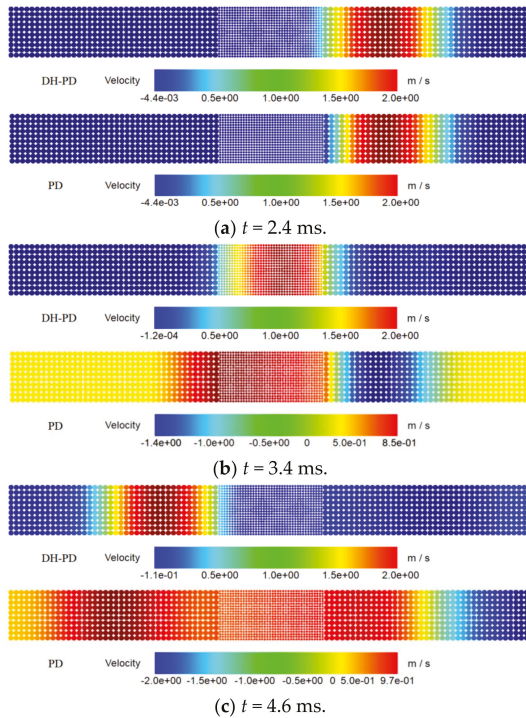 DH-PD Velocity m / s
-4.4e-03 0.5e+00 1.0e+00 1.5e+00 2.0e+00
PD Velocity m / s
-4.4e-03 0.5e+00 1.0e+00 1.5e+00 2.0e+00
(a) t = 2.4 ms.
DH-PD Velocity m / s
-1.2e-04 0.5e+00 1.0e+00 1.5e+00 2.0e+00
PD Velocity m / s
-1.4e+00 -1.0e+00 -0.5e+00 0 5.0e-01 8.5e-01
(b) t = 3.4 ms.
DH-PD Velocity m / s
-1.1e-01 0.5e+00 1.0e+00 1.5e+00 2.0e+00
PD Velocity m / s
-2.0e+00 -1.5e+00 -1.0e+00 -0.5e+00 0 5.0e-01 9.7e-01
(c) t = 4.6 ms.